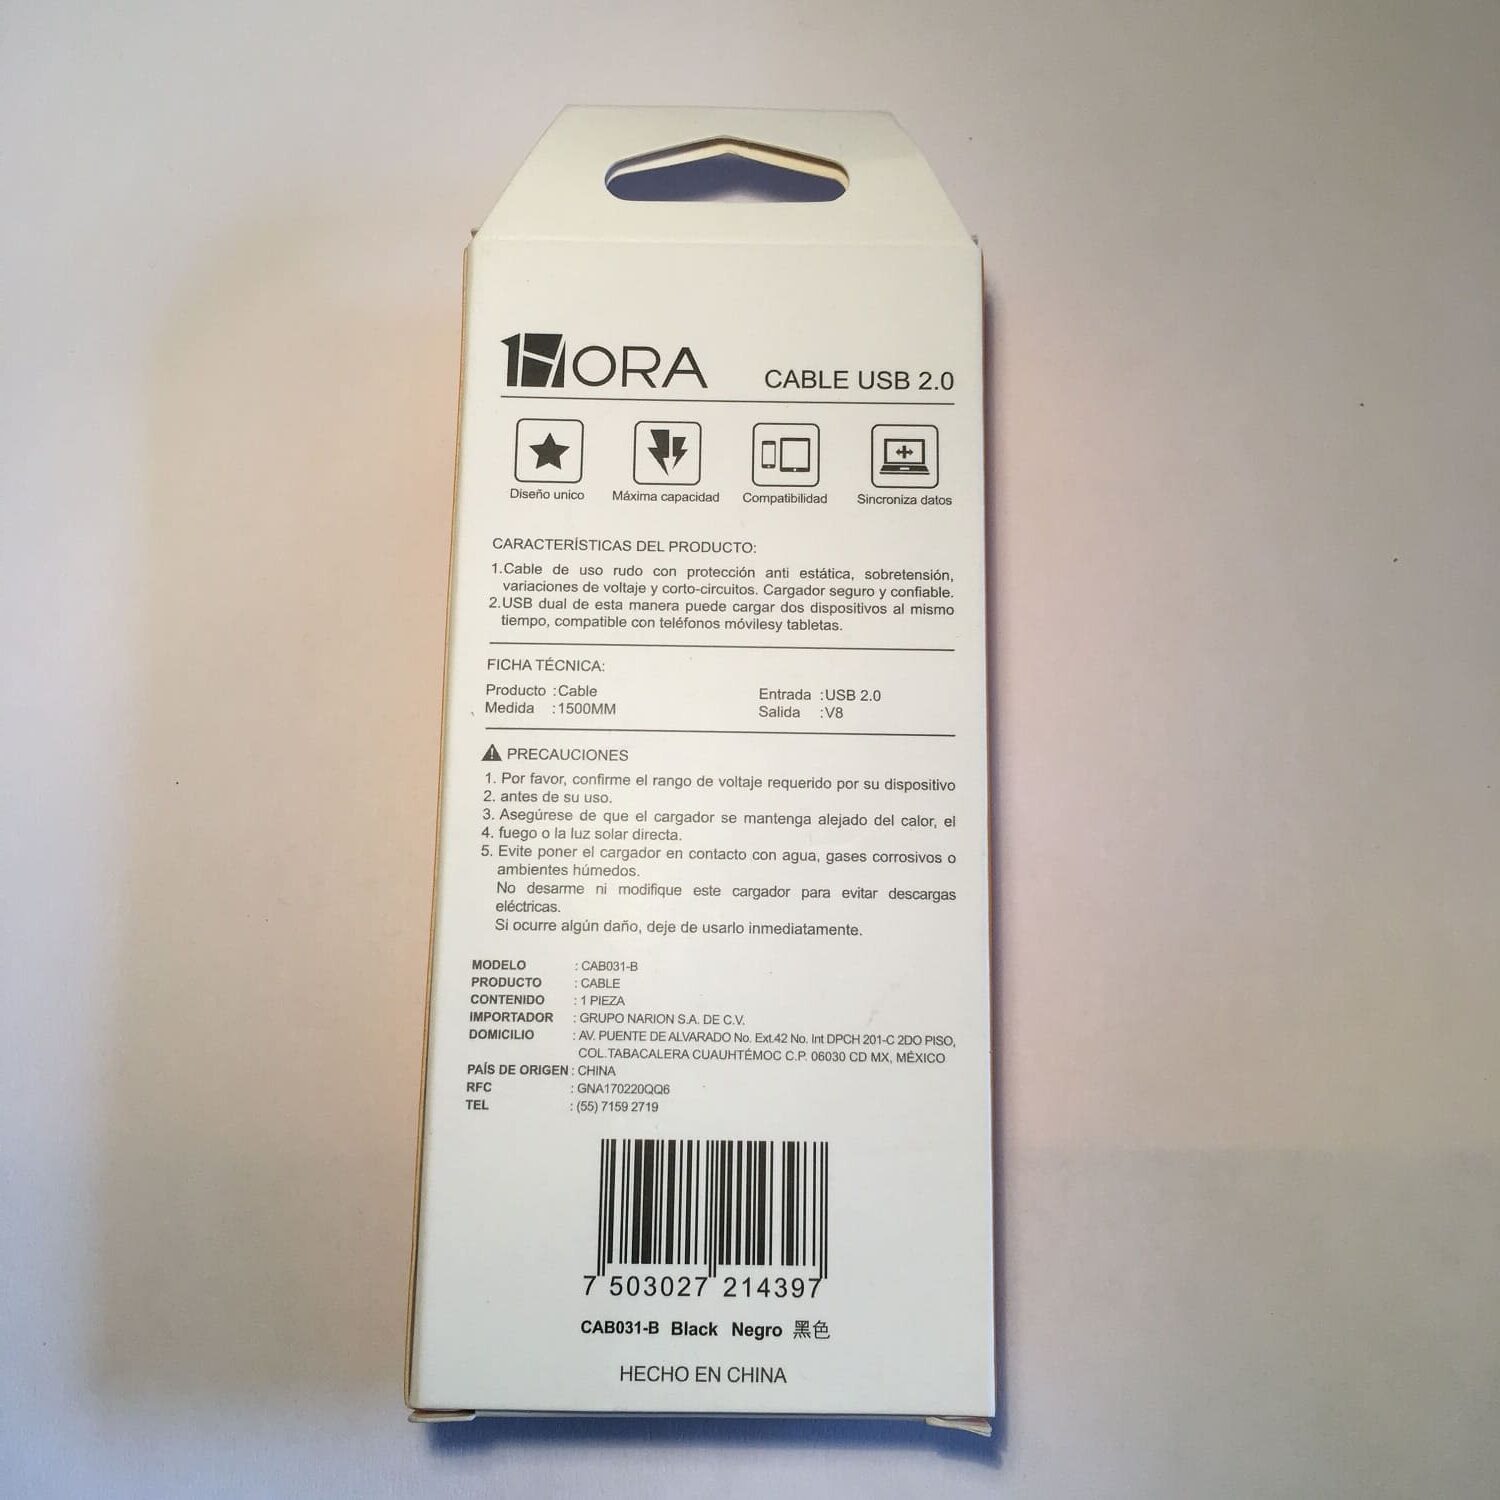 1HORA
CABLE USB 2.0
Diseño unico
Máxima capacidad
Compatibilidad
Sincroniza datos
CARACTERÍSTICAS DEL PRODUCTO:
1.Cable de uso rudo con protección anti estática, sobretensión,
variaciones de voltaje y corto-circuitos. Cargador seguro y confiable.
2.USB dual de esta manera puede cargar dos dispositivos al mismo
tiempo, compatible con teléfonos móvilesy tabletas.
FICHA TÉCNICA:
Producto :Cable
Medida :1500MM
Entrada :USB 2.0
Salida :V8
PRECAUCIONES
1. Por favor, confirme el rango de voltaje requerido por su dispositivo
2. antes de su uso.
3. Asegúrese de que el cargador se mantenga alejado del calor, el
4. fuego o la luz solar directa.
5. Evite poner el cargador en contacto con agua, gases corrosivos o
ambientes húmedos.
No desarme ni modifique este cargador para evitar descargas
eléctricas.
Si ocurre algún daño, deje de usarlo inmediatamente.
MODELO : CAB031-B
PRODUCTO : CABLE
CONTENIDO : 1 PIEZA
IMPORTADOR : GRUPO NARION S.A. DE C.V.
DOMICILIO : AV. PUENTE DE ALVARADO No. Ext.42 No. Int DPCH 201-C 2DO PISO,
COL.TABACALERA CUAUHTÉMOC C.P. 06030 CD MX, MÉXICO
PAÍS DE ORIGEN : CHINA
RFC : GNA170220QQ6
TEL : (55) 7159 2719
7 503027 214397
CAB031-B Black Negro 黑色
HECHO EN CHINA